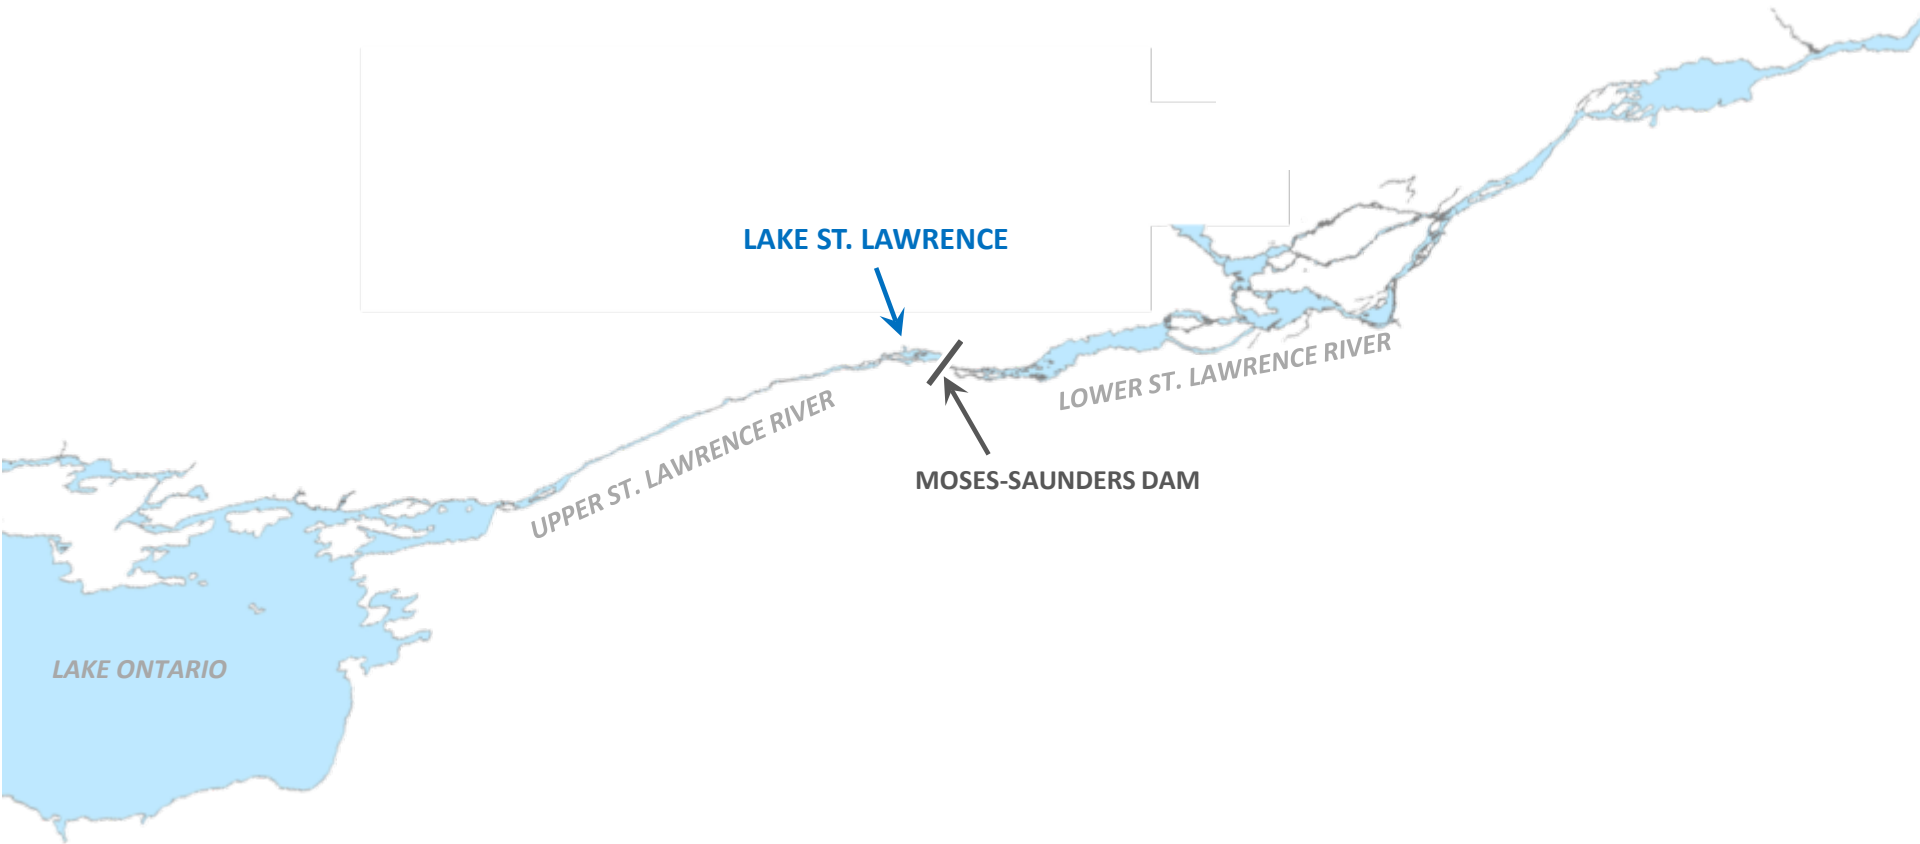 LAKE ST. LAWRENCE
UPPER ST. LAWRENCE RIVER
LOWER ST. LAWRENCE RIVER
MOSES-SAUNDERS DAM
LAKE ONTARIO